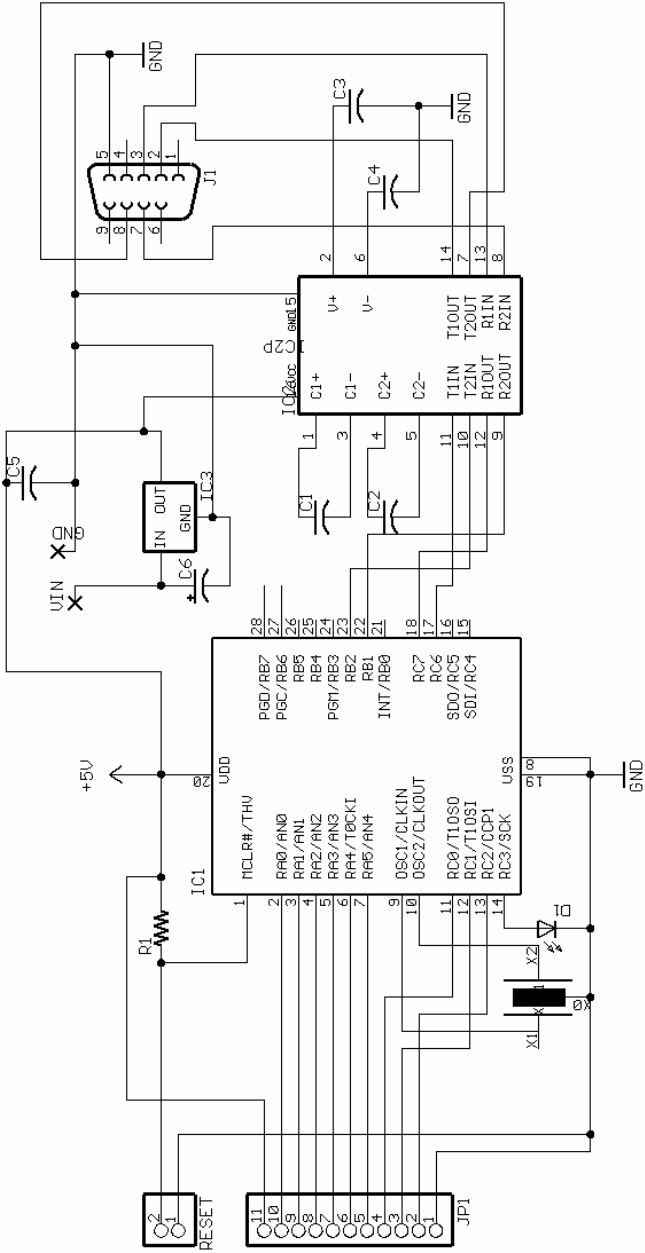 GND
5
4
3
2
1
J1
9
8
7
6
C3
GND
C4
2
6
14
7
13
8
V+
V-
T1OUT
T2OUT
R1IN
R2IN
GND
15
IC2P
VCC
C1+
C1-
C2+
C2-
T1IN
T2IN
R1OUT
R2OUT
1
3
4
5
11
10
12
9
C1
C2
C5
IC3
OUT
IN
GND
GND
VIN
C6
+
28
27
26
25
24
23
22
21
18
17
16
15
PGD/RB7
PGC/RB6
RB5
RB4
PGM/RB3
RB2
RB1
INT/RB0
RC7
RC6
SDO/RC5
SDI/RC4
+5V
20
VDD
VSS
8
19
GND
IC1
MCLR#/THV
RA0/AN0
RA1/AN1
RA2/AN2
RA3/AN3
RA4/T0CKI
RA5/AN4
OSC1/CLKIN
OSC2/CLKOUT
RC0/T1OSO
RC1/T1OSI
RC2/CCP1
RC3/SCK
1
2
3
4
5
6
7
9
10
11
12
13
14
R1
D1
X2
X1
X0
2
1
RESET
11
10
9
8
7
6
5
4
3
2
1
JP1